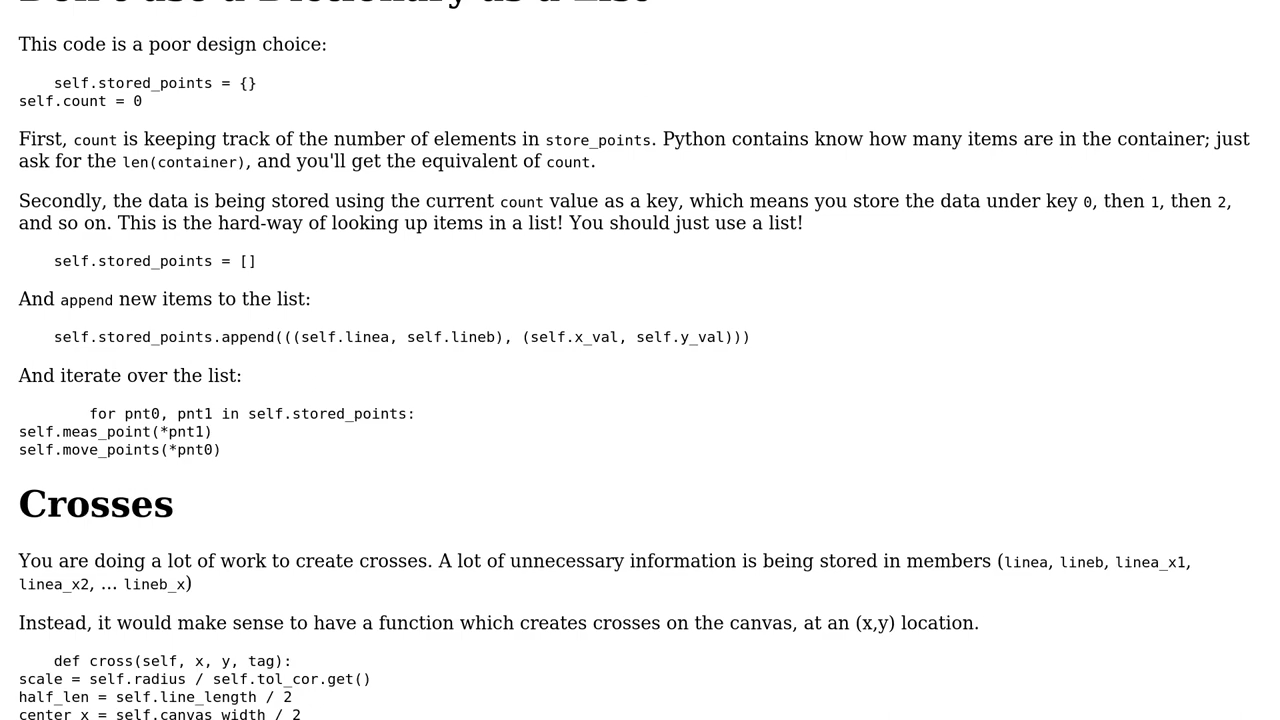 Don't use a Dictionary as a List
This code is a poor design choice:
    self.stored_points = {}
self.count = 0
First, count is keeping track of the number of elements in store_points. Python contains know how many items are in the container; just
ask for the len(container), and you'll get the equivalent of count.
Secondly, the data is being stored using the current count value as a key, which means you store the data under key 0, then 1, then 2,
and so on. This is the hard-way of looking up items in a list! You should just use a list!
    self.stored_points = []
And append new items to the list:
    self.stored_points.append(((self.linea, self.lineb), (self.x_val, self.y_val)))
And iterate over the list:
        for pnt0, pnt1 in self.stored_points:
self.meas_point(*pnt1)
self.move_points(*pnt0)
Crosses
You are doing a lot of work to create crosses. A lot of unnecessary information is being stored in members (linea, lineb, linea_x1,
linea_x2, ... lineb_x)
Instead, it would make sense to have a function which creates crosses on the canvas, at an (x,y) location.
    def cross(self, x, y, tag):
scale = self.radius / self.tol_cor.get()
half_len = self.line_length / 2
center_x = self.canvas_width / 2